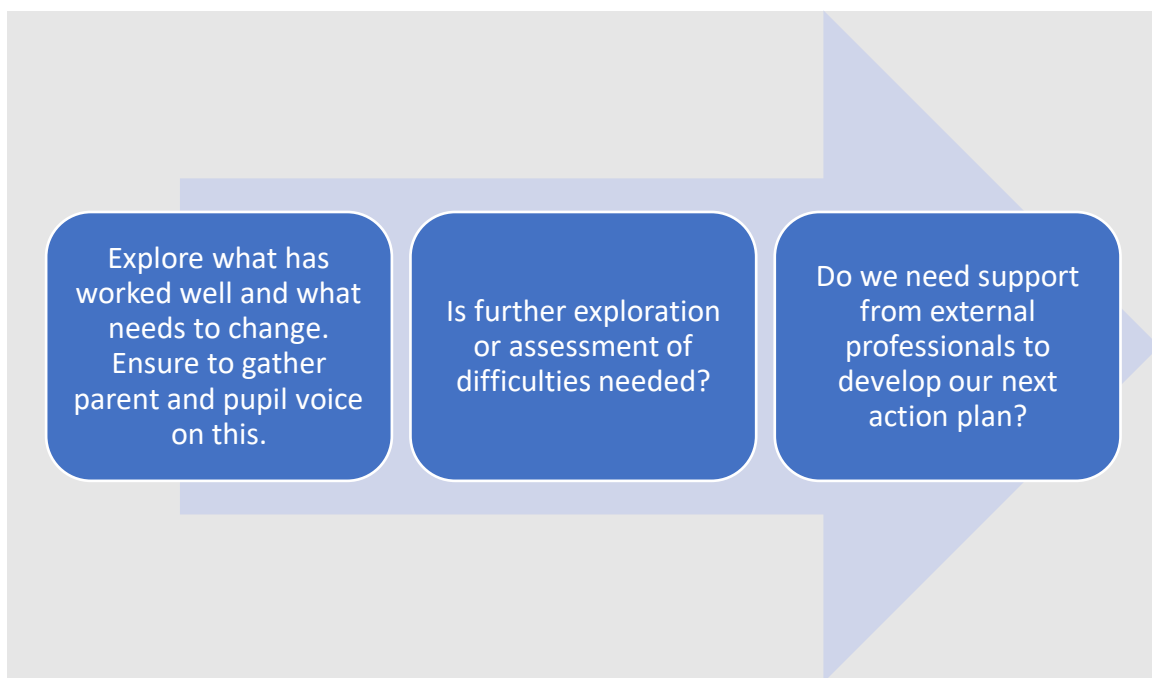 Explore what has
worked well and what
needs to change.
Ensure to gather
parent and pupil voice
on this.
Is further exploration
or assessment of
difficulties needed?
Do we need support
from external
professionals to
develop our next
action plan?